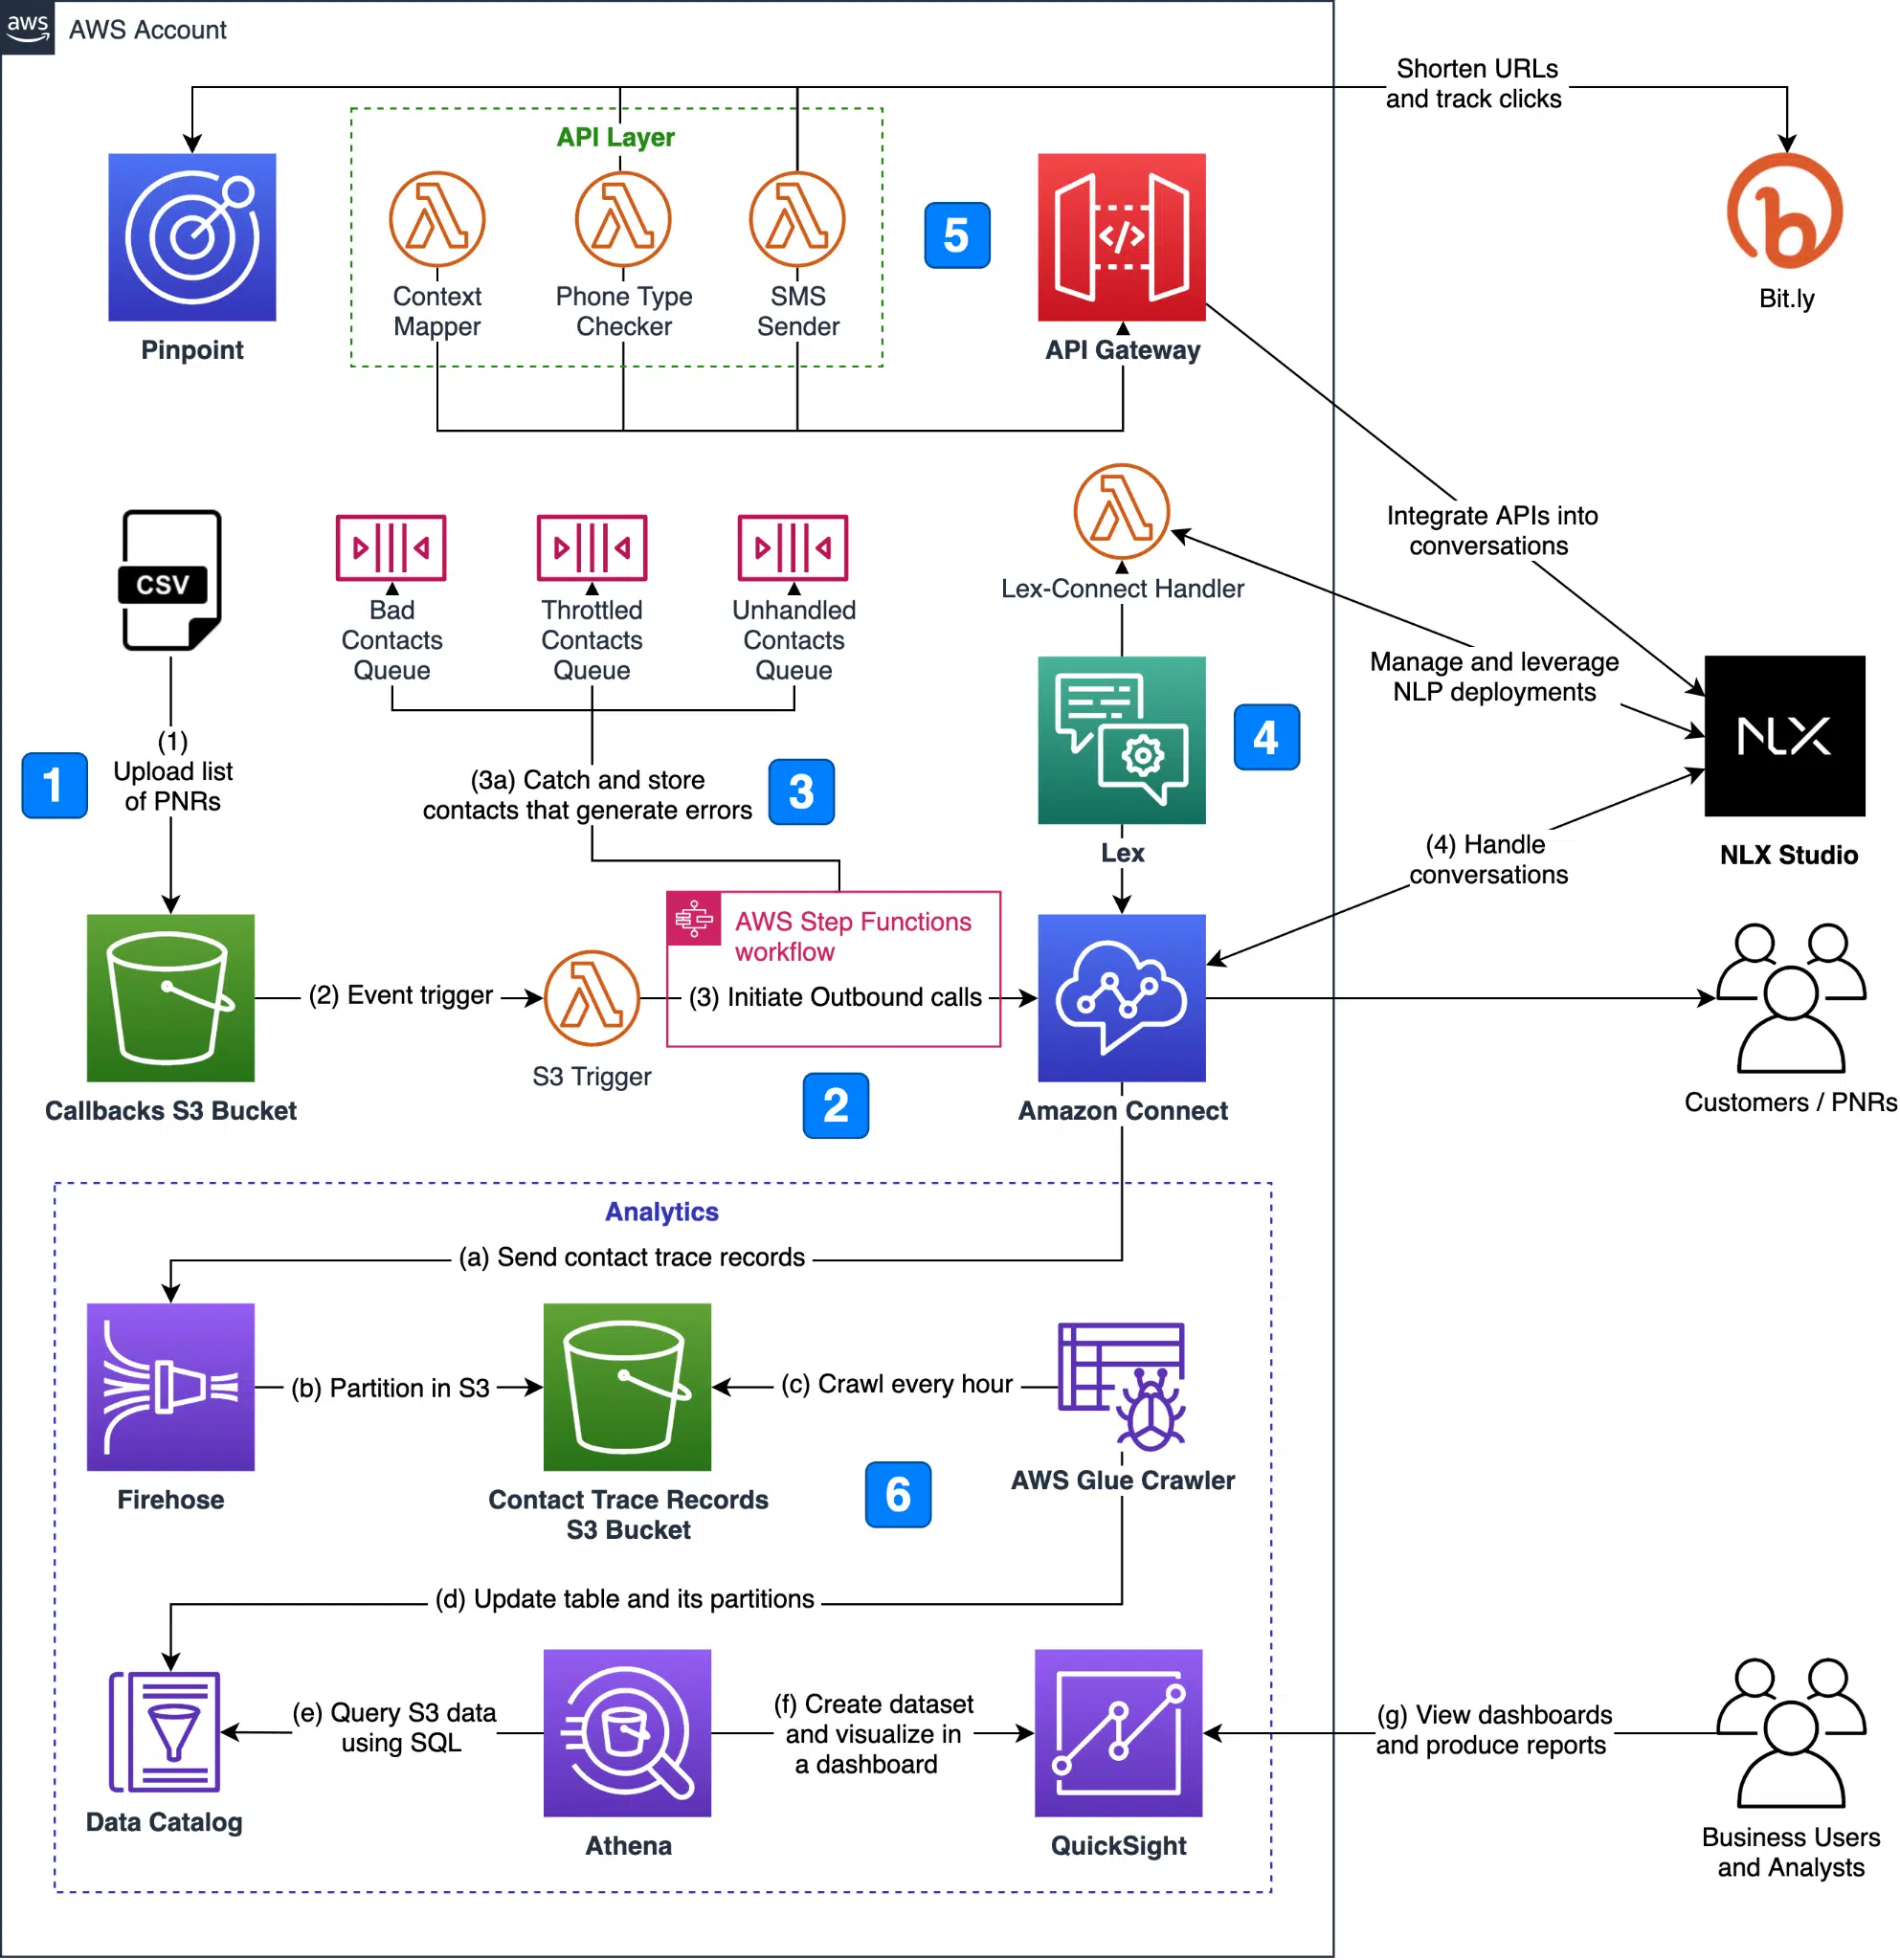 aws
AWS Account
Shorten URLs
and track clicks
API Layer
Pinpoint
Context
Mapper
Phone Type
Checker
SMS
Sender
5
</>
API Gateway
b
Bit.ly
Integrate APIs into
conversations
CSV
Bad
Contacts
Queue
Throttled
Contacts
Queue
Unhandled
Contacts
Queue
Lex-Connect Handler
Manage and leverage
NLP deployments
NLX
NLX Studio
1
(1)
Upload list
of PNRs
(3a) Catch and store
contacts that generate errors
3
4
Lex
(4) Handle
conversations
AWS Step Functions
workflow
(2) Event trigger
(3) Initiate Outbound calls
S3 Trigger
2
Callbacks S3 Bucket
Amazon Connect
Customers / PNRs
Analytics
(a) Send contact trace records
(b) Partition in S3
(c) Crawl every hour
Firehose
Contact Trace Records
S3 Bucket
6
AWS Glue Crawler
(d) Update table and its partitions
(e) Query S3 data
using SQL
(f) Create dataset
and visualize in
a dashboard
(g) View dashboards
and produce reports
Data Catalog
Athena
QuickSight
Business Users
and Analysts